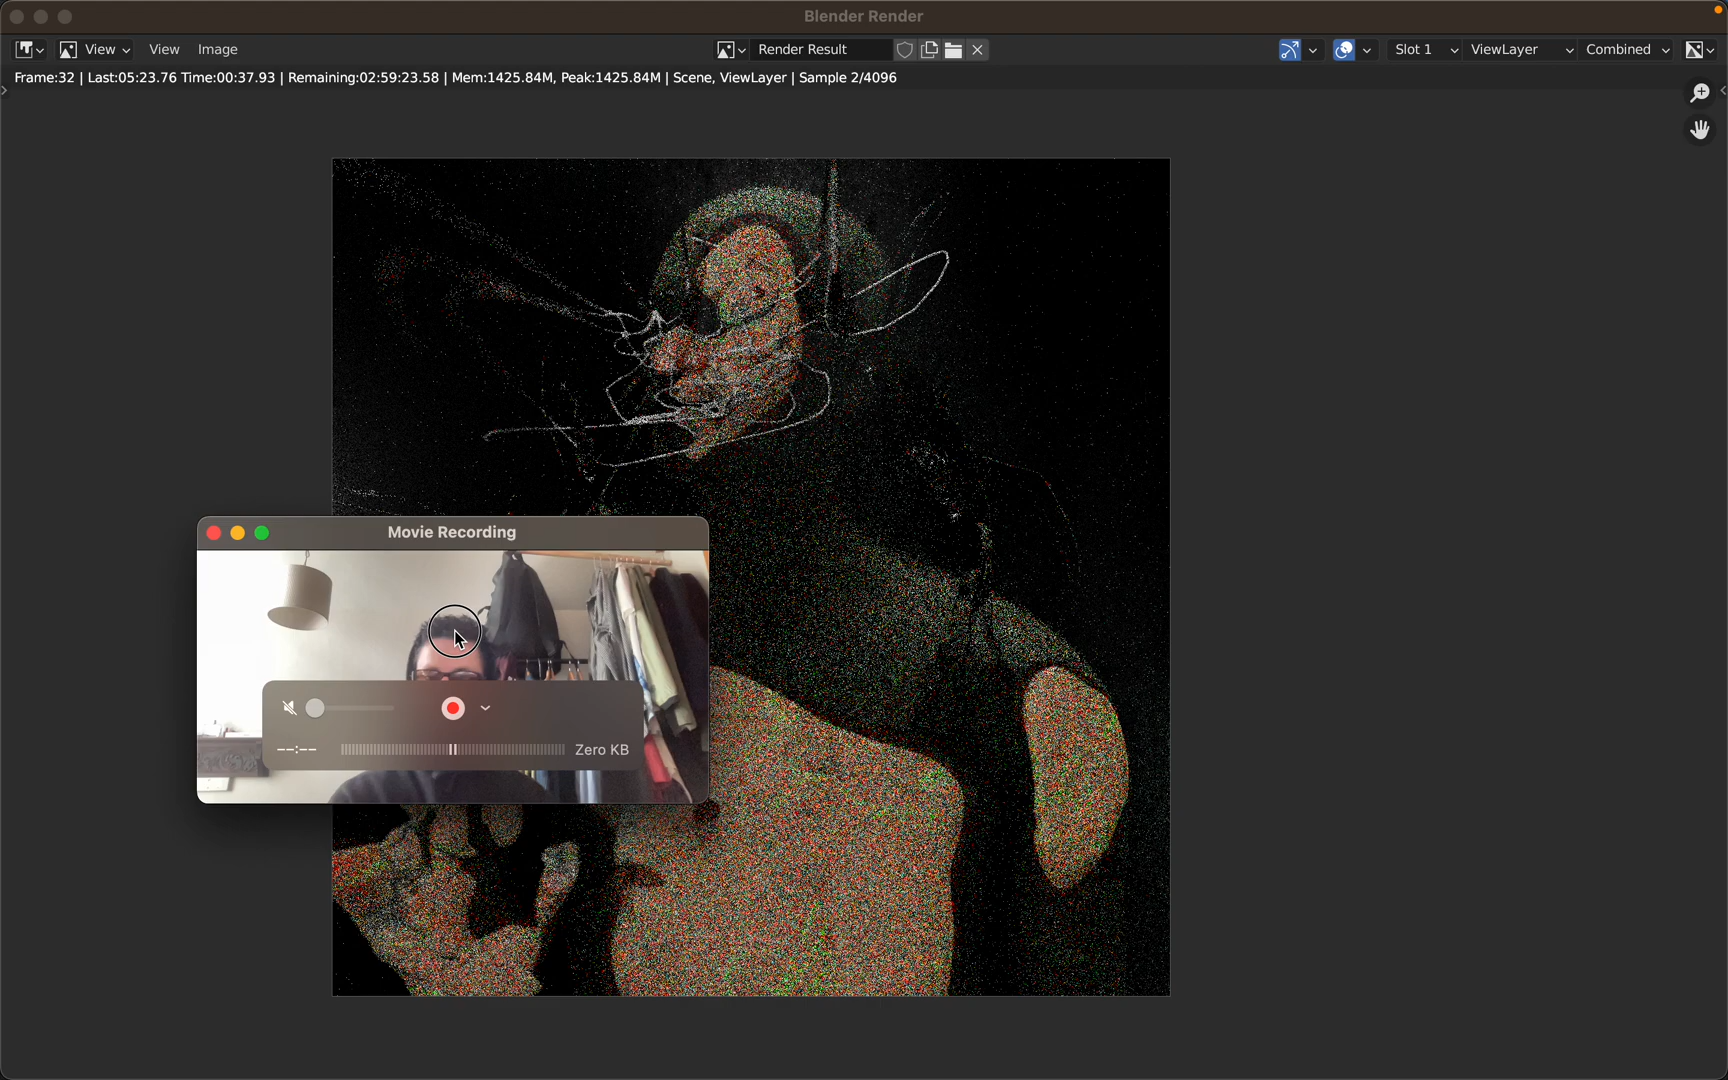 Blender Render
View View Image Render Result Slot 1 ViewLayer Combined
Frame:32 | Last:05:23.76 Time:00:37.93 | Remaining:02:59:23.58 | Mem:1425.84M, Peak:1425.84M | Scene, ViewLayer | Sample 2/4096
Movie Recording
--:-- Zero KB